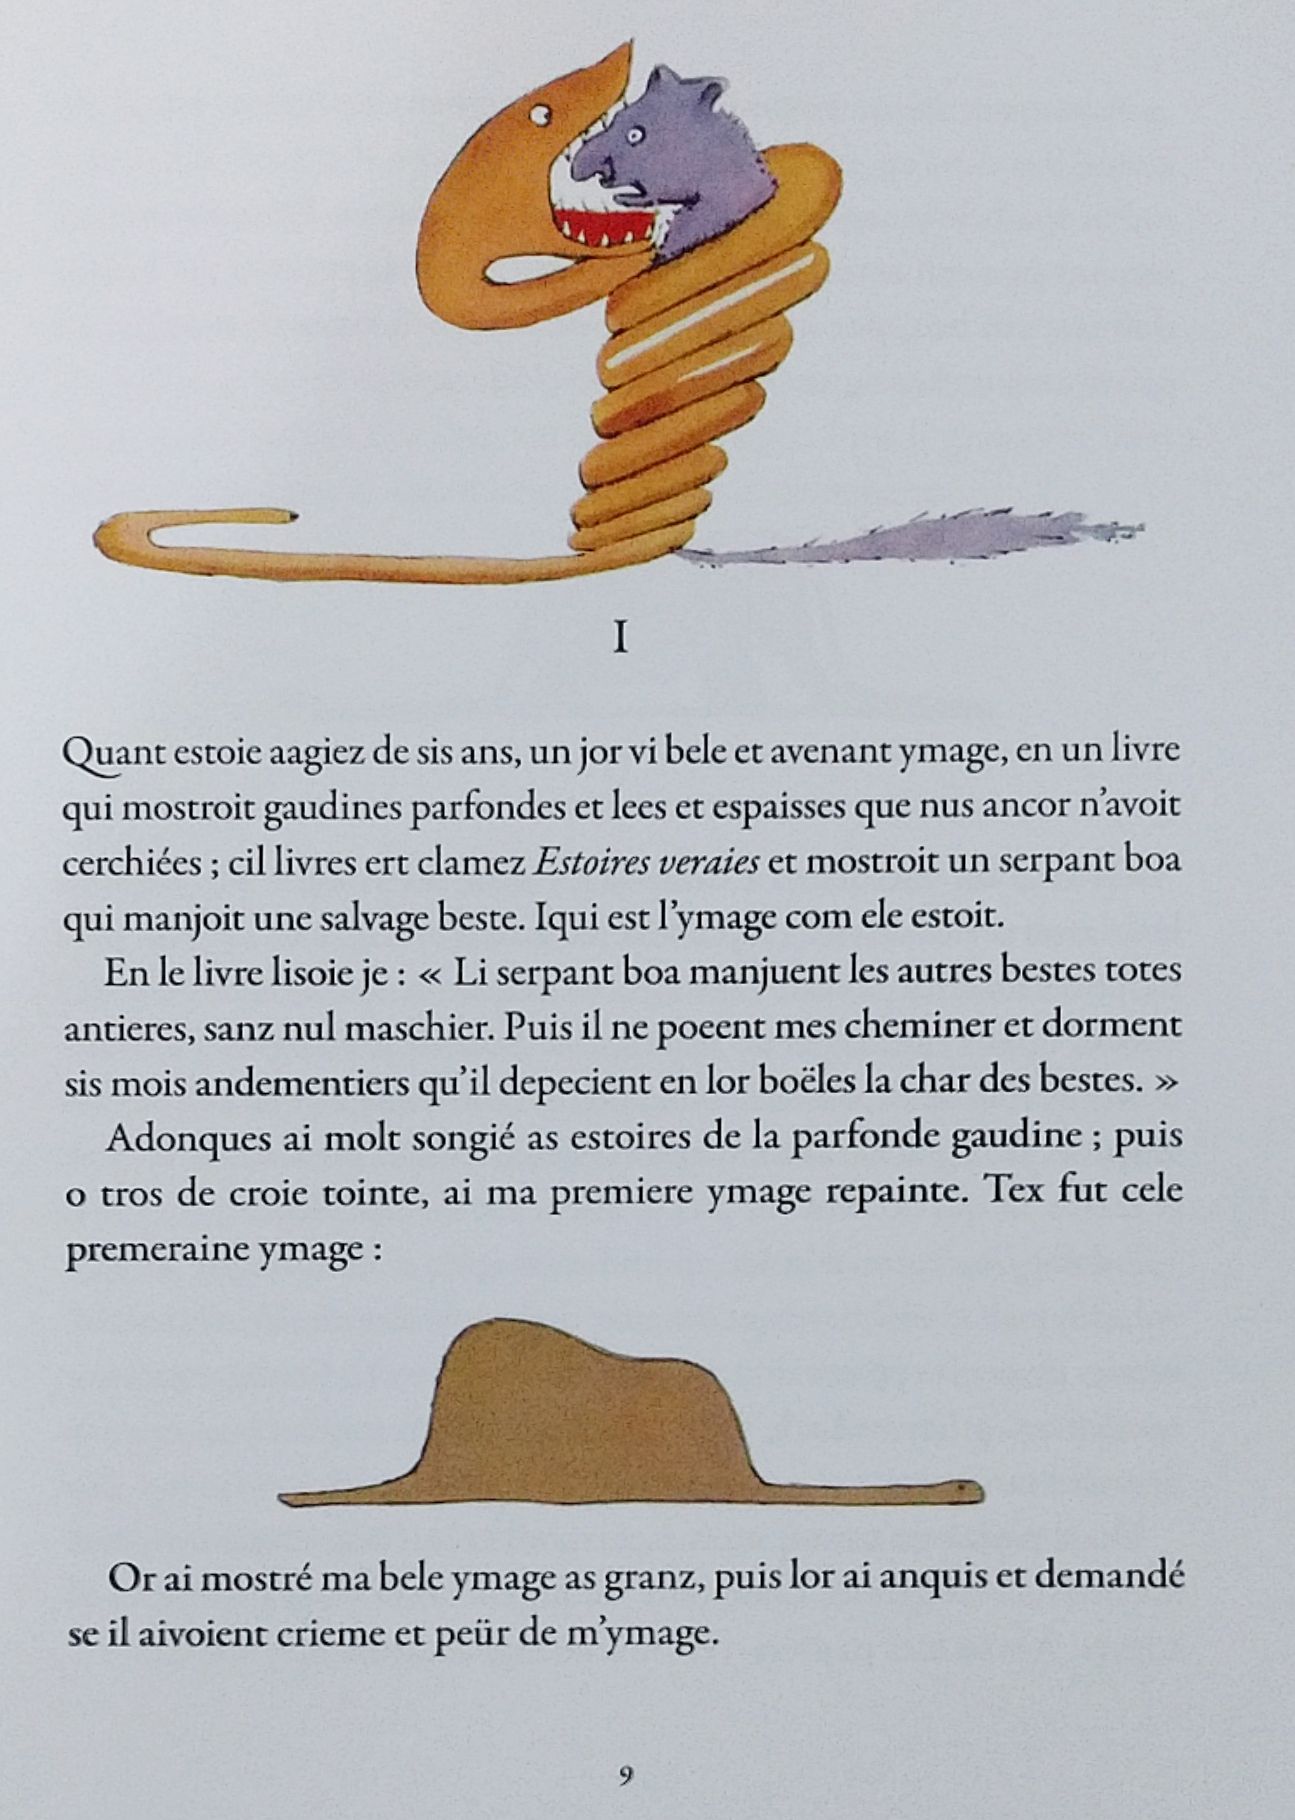 I
Quant estoie aagiez de sis ans, un jor vi bele et avenant ymage, en un livre
qui mostroit gaudines parfondes et lees et espaisses que nus ancor n’avoit
cerchiées ; cil livres ert clamez Estoires veraies et mostroit un serpant boa
qui manjoit une salvage beste. Iqui est l’ymage com ele estoit.
En le livre lisoie je : « Li serpant boa manjuent les autres bestes totes
antieres, sanz nul maschier. Puis il ne poeent mes cheminer et dorment
sis mois andementiers qu’il depecient en lor boëles la char des bestes. »
Adonques ai molt songié as estoires de la parfonde gaudine ; puis
o tros de croie tointe, ai ma premiere ymage repainte. Tex fut cele
premeraine ymage :
Or ai mostré ma bele ymage as granz, puis lor ai anquis et demandé
se il aivoient crieme et peür de m’ymage.
9